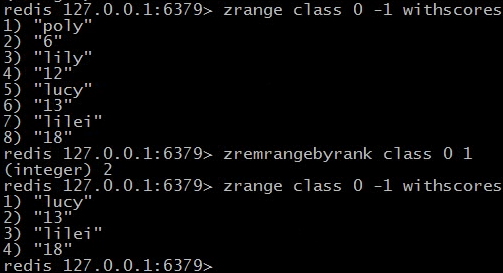 redis 127.0.0.1:6379> zrange class 0 -1 withscores
1) "poly"
2) "6"
3) "lily"
4) "12"
5) "lucy"
6) "13"
7) "lilei"
8) "18"
redis 127.0.0.1:6379> zremrangebyrank class 0 1
(integer) 2
redis 127.0.0.1:6379> zrange class 0 -1 withscores
1) "lucy"
2) "13"
3) "lilei"
4) "18"
redis 127.0.0.1:6379>